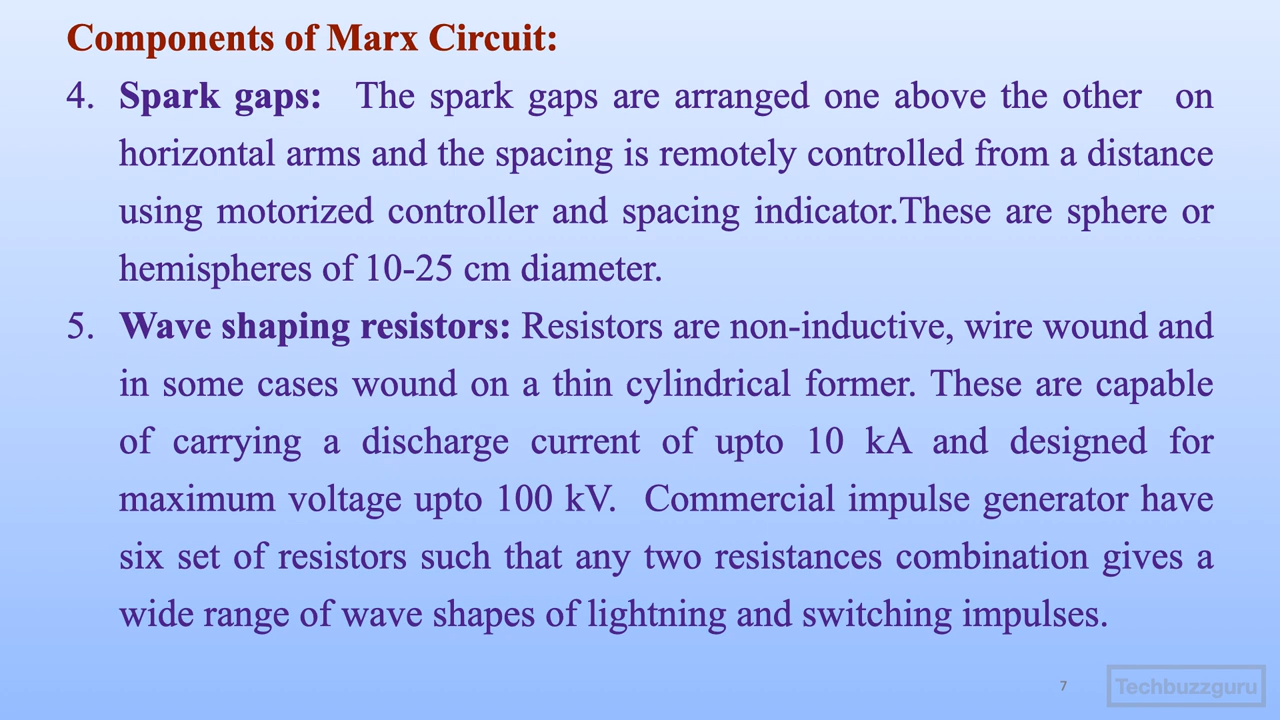 Components of Marx Circuit:
4. Spark gaps: The spark gaps are arranged one above the other on
horizontal arms and the spacing is remotely controlled from a distance
using motorized controller and spacing indicator.These are sphere or
hemispheres of 10-25 cm diameter.
5. Wave shaping resistors: Resistors are non-inductive, wire wound and
in some cases wound on a thin cylindrical former. These are capable
of carrying a discharge current of upto 10 kA and designed for
maximum voltage upto 100 kV. Commercial impulse generator have
six set of resistors such that any two resistances combination gives a
wide range of wave shapes of lightning and switching impulses.
7
Techbuzzguru